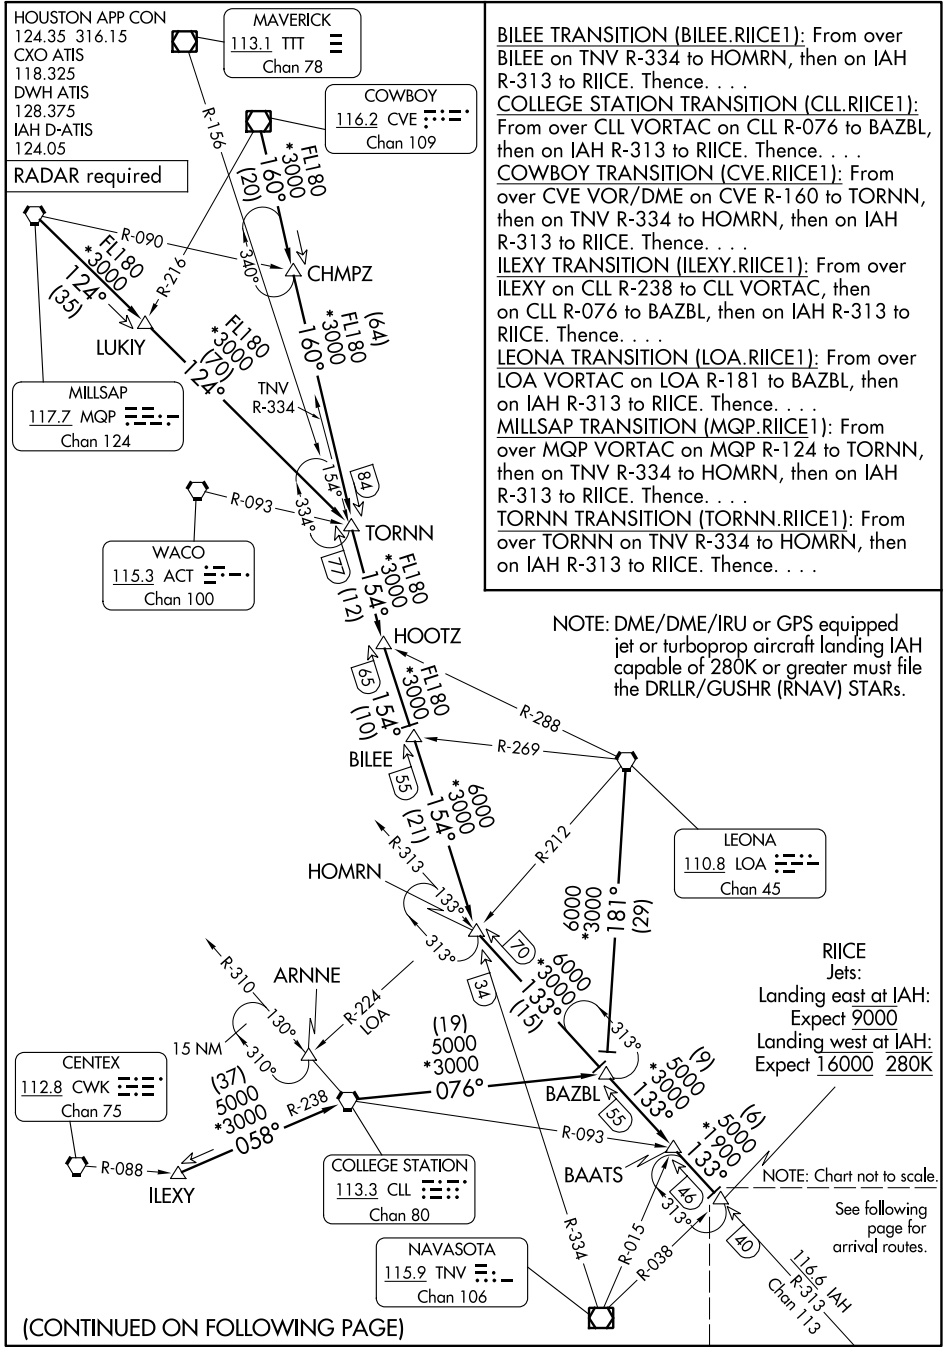 HOUSTON APP CON
124.35 316.15
CXO ATIS
118.325
DWH ATIS
128.375
IAH D-ATIS
124.05
RADAR required
MAVERICK
113.1 TTT
Chan 78
COWBOY
116.2 CVE
Chan 109
BILEE TRANSITION (BILEE.RIICE1): From over
BILEE on TNV R-334 to HOMRN, then on IAH
R-313 to RIICE. Thence. . . .
COLLEGE STATION TRANSITION (CLL.RIICE1):
From over CLL VORTAC on CLL R-076 to BAZBL,
then on IAH R-313 to RIICE. Thence. . . .
COWBOY TRANSITION (CVE.RIICE1): From
over CVE VOR/DME on CVE R-160 to TORNN,
then on TNV R-334 to HOMRN, then on IAH
R-313 to RIICE. Thence. . . .
ILEXY TRANSITION (ILEXY.RIICE1): From over
ILEXY on CLL R-238 to CLL VORTAC, then
on CLL R-076 to BAZBL, then on IAH R-313 to
RIICE. Thence. . . .
LEONA TRANSITION (LOA.RIICE1): From over
LOA VORTAC on LOA R-181 to BAZBL, then
on IAH R-313 to RIICE. Thence. . . .
MILLSAP TRANSITION (MQP.RIICE1): From
over MQP VORTAC on MQP R-124 to TORNN,
then on TNV R-334 to HOMRN, then on IAH
R-313 to RIICE. Thence. . . .
TORNN TRANSITION (TORNN.RIICE1): From
over TORNN on TNV R-334 to HOMRN, then
on IAH R-313 to RIICE. Thence. . . .
R-156
FL180
*3000
160°
(20)
R-090
R-216
340°
CHMPZ
FL180
*3000
124°
(35)
LUKIY
FL180
*3000
(70)
124°
(64)
FL180
*3000
160°
TNV
R-334
MILLSAP
117.7 MQP
Chan 124
154°
84
334°
R-093
TORNN
WACO
115.3 ACT
Chan 100
77
FL180
*3000
154°
(12)
HOOTZ
NOTE: DME/DME/IRU or GPS equipped
jet or turboprop aircraft landing IAH
capable of 280K or greater must file
the DRLLR/GUSHR (RNAV) STARs.
65
FL180
*3000
154°
(10)
R-288
R-269
BILEE
55
6000
*3000
154°
(21)
R-212
LEONA
110.8 LOA
Chan 45
R-313
HOMRN
133°
313°
6000
*3000
181°
(29)
70
34
6000
*3000
133°
(15)
R-310
ARNNE
R-224
LOA
130°
15 NM
310°
313°
RIICE
Jets:
Landing east at IAH:
Expect 9000
Landing west at IAH:
Expect 16000 280K
CENTEX
112.8 CWK
Chan 75
(37)
5000
*3000
058°
R-238
(19)
5000
*3000
076°
BAZBL
55
(9)
5000
*3000
133°
R-088
ILEXY
R-093
BAATS
(6)
5000
*1900
133°
COLLEGE STATION
113.3 CLL
Chan 80
46
313°
NOTE: Chart not to scale.
See following
page for
arrival routes.
R-334
R-015
R-038
40
116.6 IAH
R-313
Chan 113
NAVASOTA
115.9 TNV
Chan 106
(CONTINUED ON FOLLOWING PAGE)